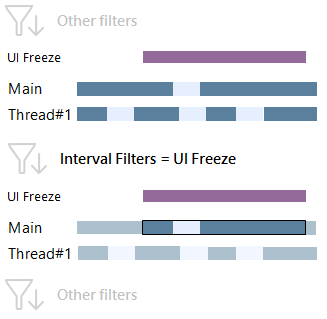 Other filters
UI Freeze
Main
Thread#1
Interval Filters = UI Freeze
UI Freeze
Main
Thread#1
Other filters